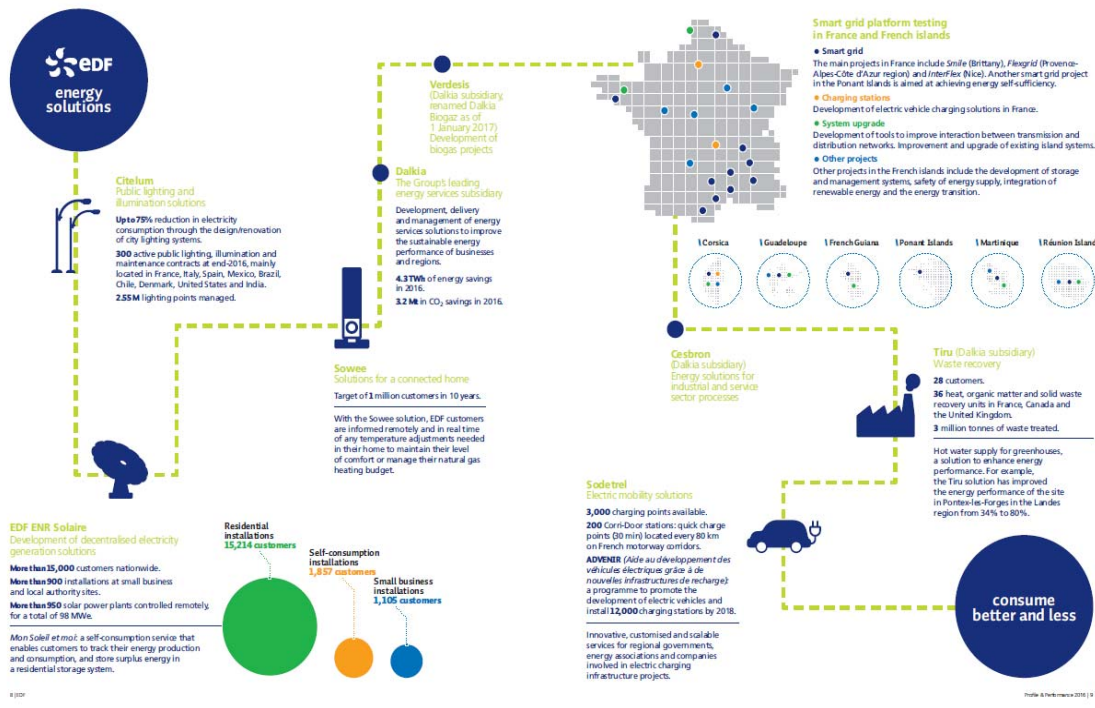 eDF
energy
solutions
Citelum
Public lighting and
illumination solutions
Up to 75% reduction in electricity
consumption through the design/renovation
of city lighting systems.
300 active public lighting, illumination and
maintenance contracts at end-2016, mainly
located in France, Italy, Spain, Mexico, Brazil,
Chile, Denmark, United States and India.
2.55 M lighting points managed.
Verdesis
(Dalkia subsidiary,
renamed Dalkia
Biogaz as of
1 January 2017)
Development of
biogas projects
Dalkia
The Group's leading
energy services subsidiary
Development, delivery
and management of energy
services solutions to improve
the sustainable energy
performance of businesses
and regions.
4.3 TWh of energy savings
in 2016.
3.2 Mt in CO₂ savings in 2016.
Sowee
Solutions for a connected home
Target of 1 million customers in 10 years.
With the Sowee solution, EDF customers
are informed remotely and in real time
of any temperature adjustments needed
in their home to maintain their level
of comfort or manage their natural gas
heating budget.
EDF ENR Solaire
Development of decentralised electricity
generation solutions
More than 15,000 customers nationwide.
More than 900 installations at small business
and local authority sites.
More than 950 solar power plants controlled remotely,
for a total of 98 MWe.
Mon Soleil et moi: a self-consumption service that
enables customers to track their energy production
and consumption, and store surplus energy in
a residential storage system.
Residential
installations
15,214 customers
Self-consumption
installations
1,857 customers
Small business
installations
1,105 customers
8 | EDF
Smart grid platform testing
in France and French islands
Smart grid
The main projects in France include Smile (Brittany), Flexgrid (Provence-
Alpes-Côte d'Azur region) and InterFlex (Nice). Another smart grid project
in the Ponant Islands is aimed at achieving energy self-sufficiency.
Charging stations
Development of electric vehicle charging solutions in France.
System upgrade
Development of tools to improve interaction between transmission and
distribution networks. Improvement and upgrade of existing island systems.
Other projects
Other projects in the French islands include the development of storage
and management systems, safety of energy supply, integration of
renewable energy and the energy transition.
Corsica
Guadeloupe
French Guiana
Ponant Islands
Martinique
Réunion Island
Cesbron
(Dalkia subsidiary)
Energy solutions for
industrial and service
sector processes
Tiru (Dalkia subsidiary)
Waste recovery
28 customers.
36 heat, organic matter and solid waste
recovery units in France, Canada and
the United Kingdom.
3 million tonnes of waste treated.
Hot water supply for greenhouses,
a solution to enhance energy
performance. For example,
the Tiru solution has improved
the energy performance of the site
in Pontex-les-Forges in the Landes
region from 34% to 80%.
Sodetrel
Electric mobility solutions
3,000 charging points available.
200 Corri-Door stations: quick charge
points (30 min) located every 80 km
on French motorway corridors.
ADVENIR (Aide au développement des
véhicules électriques grâce à de
nouvelles infrastructures de recharge):
a programme to promote the
development of electric vehicles and
install 12,000 charging stations by 2018.
Innovative, customised and scalable
services for regional governments,
energy associations and companies
involved in electric charging
infrastructure projects.
consume
better and less
Profile & Performance 2016 | 9